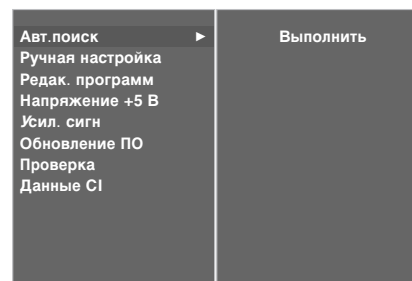 Авт.поиск ► Выполнить
Ручная настройка
Редак. программ
Напряжение +5 В
Усил. сигн
Обновление ПО
Проверка
Данные CI